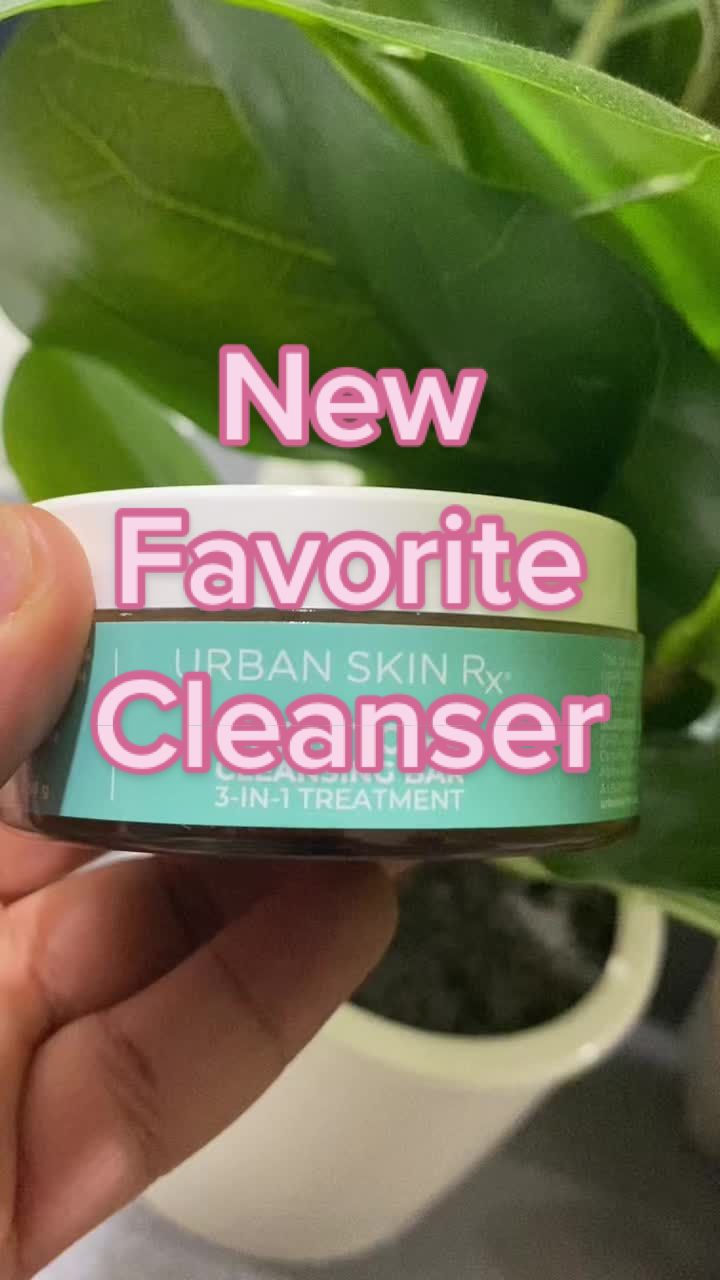 New
Favorite
URBAN SKIN Rx®
Cleanser
CLEANSING BAR
3-IN-1 TREATMENT